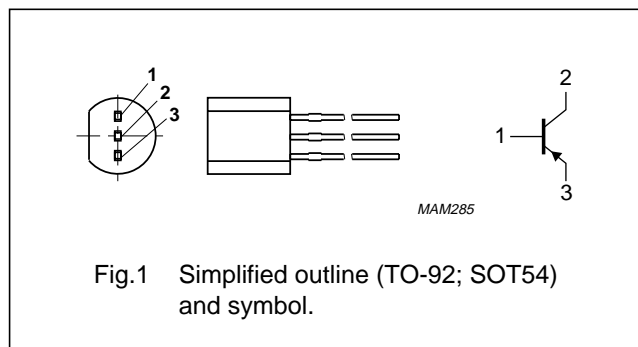 1
2
3
2
1
3
MAM285
Fig.1 Simplified outline (TO-92; SOT54)
and symbol.